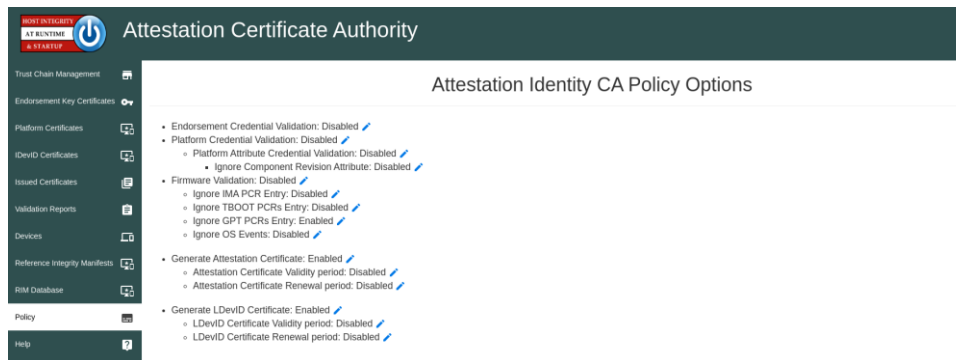 HOST INTEGRITY
AT RUNTIME
& STARTUP
Attestation Certificate Authority
Trust Chain Management
Endorsement Key Certificates
Platform Certificates
IDevID Certificates
Issued Certificates
Validation Reports
Devices
Reference Integrity Manifests
RIM Database
Policy
Help
Attestation Identity CA Policy Options
Endorsement Credential Validation: Disabled
Platform Credential Validation: Disabled
Platform Attribute Credential Validation: Disabled
Ignore Component Revision Attribute: Disabled
Firmware Validation: Disabled
Ignore IMA PCR Entry: Disabled
Ignore TBOOT PCRs Entry: Disabled
Ignore GPT PCRs Entry: Enabled
Ignore OS Events: Disabled
Generate Attestation Certificate: Enabled
Attestation Certificate Validity period: Disabled
Attestation Certificate Renewal period: Disabled
Generate LDevID Certificate: Enabled
LDevID Certificate Validity period: Disabled
LDevID Certificate Renewal period: Disabled